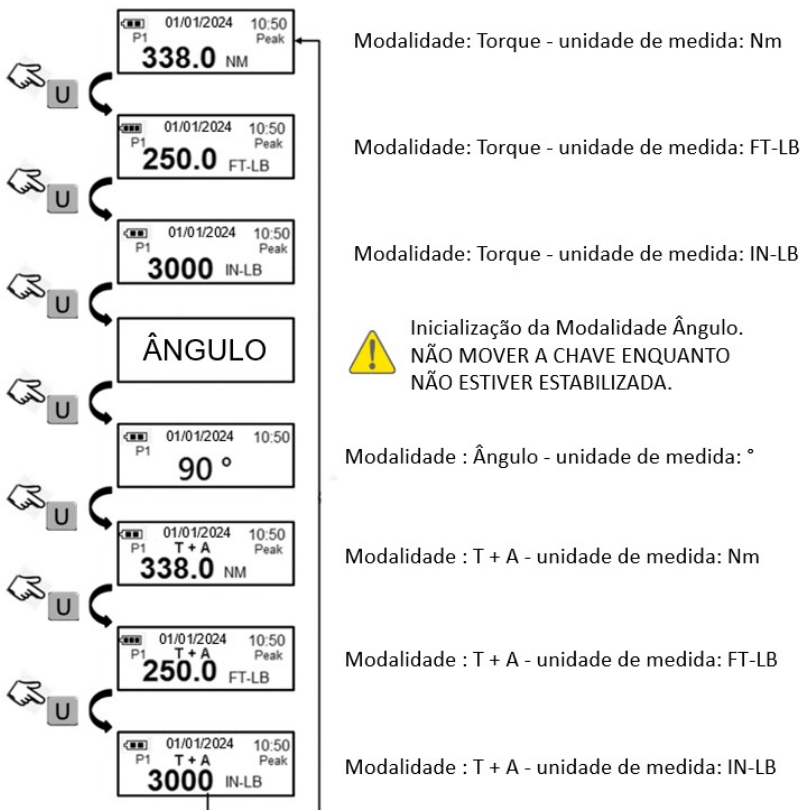 01/01/2024 10:50
P1 Peak
338.0 NM
Modalidade: Torque - unidade de medida: Nm
U
01/01/2024 10:50
P1 Peak
250.0 FT-LB
Modalidade: Torque - unidade de medida: FT-LB
U
01/01/2024 10:50
P1 Peak
3000 IN-LB
Modalidade: Torque - unidade de medida: IN-LB
U
ÂNGULO
Inicialização da Modalidade Ângulo.
NÃO MOVER A CHAVE ENQUANTO
NÃO ESTIVER ESTABILIZADA.
U
01/01/2024 10:50
P1
90 °
Modalidade : Ângulo - unidade de medida: °
U
01/01/2024 10:50
P1 T + A Peak
338.0 NM
Modalidade : T + A - unidade de medida: Nm
U
01/01/2024 10:50
P1 T + A Peak
250.0 FT-LB
Modalidade : T + A - unidade de medida: FT-LB
U
01/01/2024 10:50
P1 T + A Peak
3000 IN-LB
Modalidade : T + A - unidade de medida: IN-LB